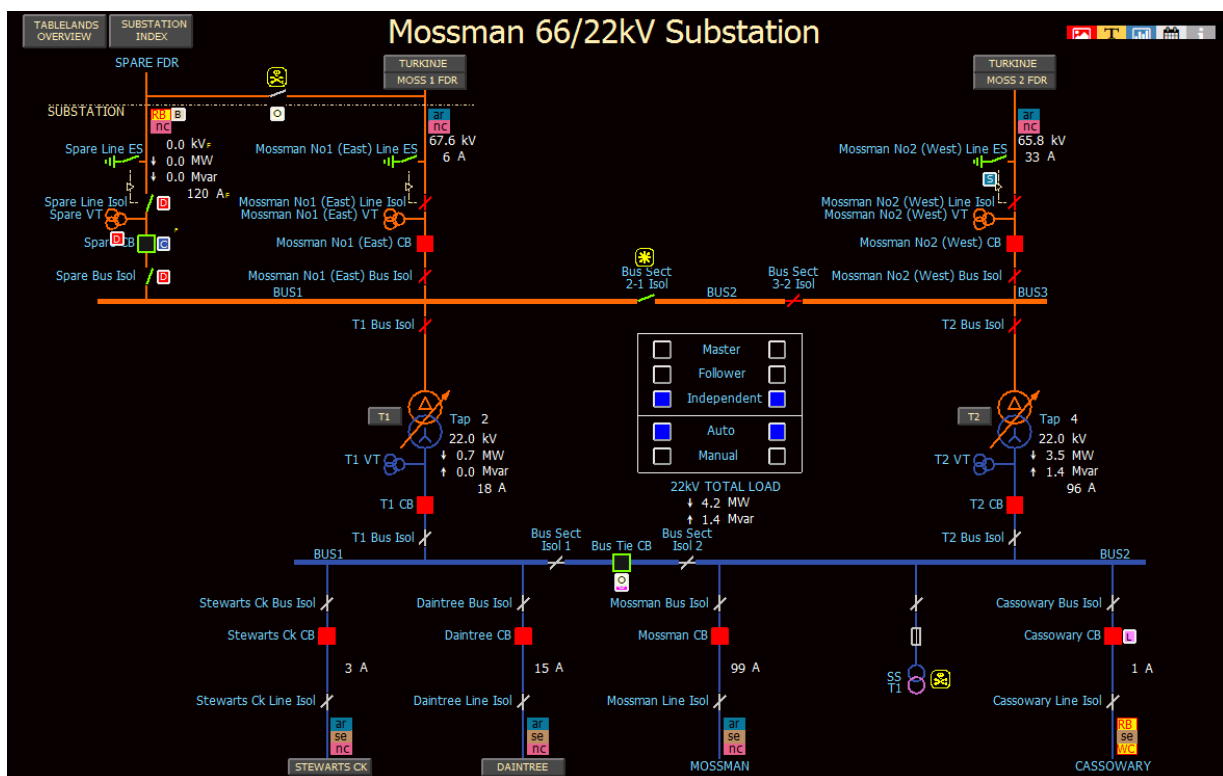 TABLELANDS
OVERVIEW
SUBSTATION
INDEX
Mossman 66/22kV Substation
T
i
SPARE FDR
TURKINJE
MOSS 1 FDR
TURKINJE
MOSS 2 FDR
SUBSTATION
RB B
nc
O
ar
nc
ar
nc
0.0 kV F
67.6 kV
65.8 kV
Spare Line ES
0.0 MW
Mossman No1 (East) Line ES
6 A
Mossman No2 (West) Line ES
33 A
0.0 Mvar
120 A F
S
Spare Line Isol
D
Mossman No1 (East) Line Isol
Mossman No2 (West) Line Isol
Spare VT
Mossman No1 (East) VT
Mossman No2 (West) VT
D
Spare CB
C
Mossman No1 (East) CB
Mossman No2 (West) CB
Spare Bus Isol
D
Mossman No1 (East) Bus Isol
Bus Sect
2-1 Isol
Bus Sect
3-2 Isol
Mossman No2 (West) Bus Isol
BUS1
BUS2
BUS3
T1 Bus Isol
T2 Bus Isol
Master
Follower
Independent
Auto
Manual
T1
Tap 2
22.0 kV
0.7 MW
0.0 Mvar
18 A
T1 VT
T2
Tap 4
22.0 kV
3.5 MW
1.4 Mvar
96 A
T2 VT
22kV TOTAL LOAD
4.2 MW
1.4 Mvar
T1 CB
T2 CB
T1 Bus Isol
Bus Sect
Isol 1
Bus Tie CB
Bus Sect
Isol 2
T2 Bus Isol
BUS1
BUS2
O
Stewarts Ck Bus Isol
Daintree Bus Isol
Mossman Bus Isol
Cassowary Bus Isol
Stewarts Ck CB
Daintree CB
Mossman CB
Cassowary CB
L
3 A
15 A
99 A
1 A
SS
T1
Stewarts Ck Line Isol
Daintree Line Isol
Mossman Line Isol
Cassowary Line Isol
ar
se
nc
ar
se
nc
ar
se
nc
RB
se
WC
STEWARTS CK
DAINTREE
MOSSMAN
CASSOWARY